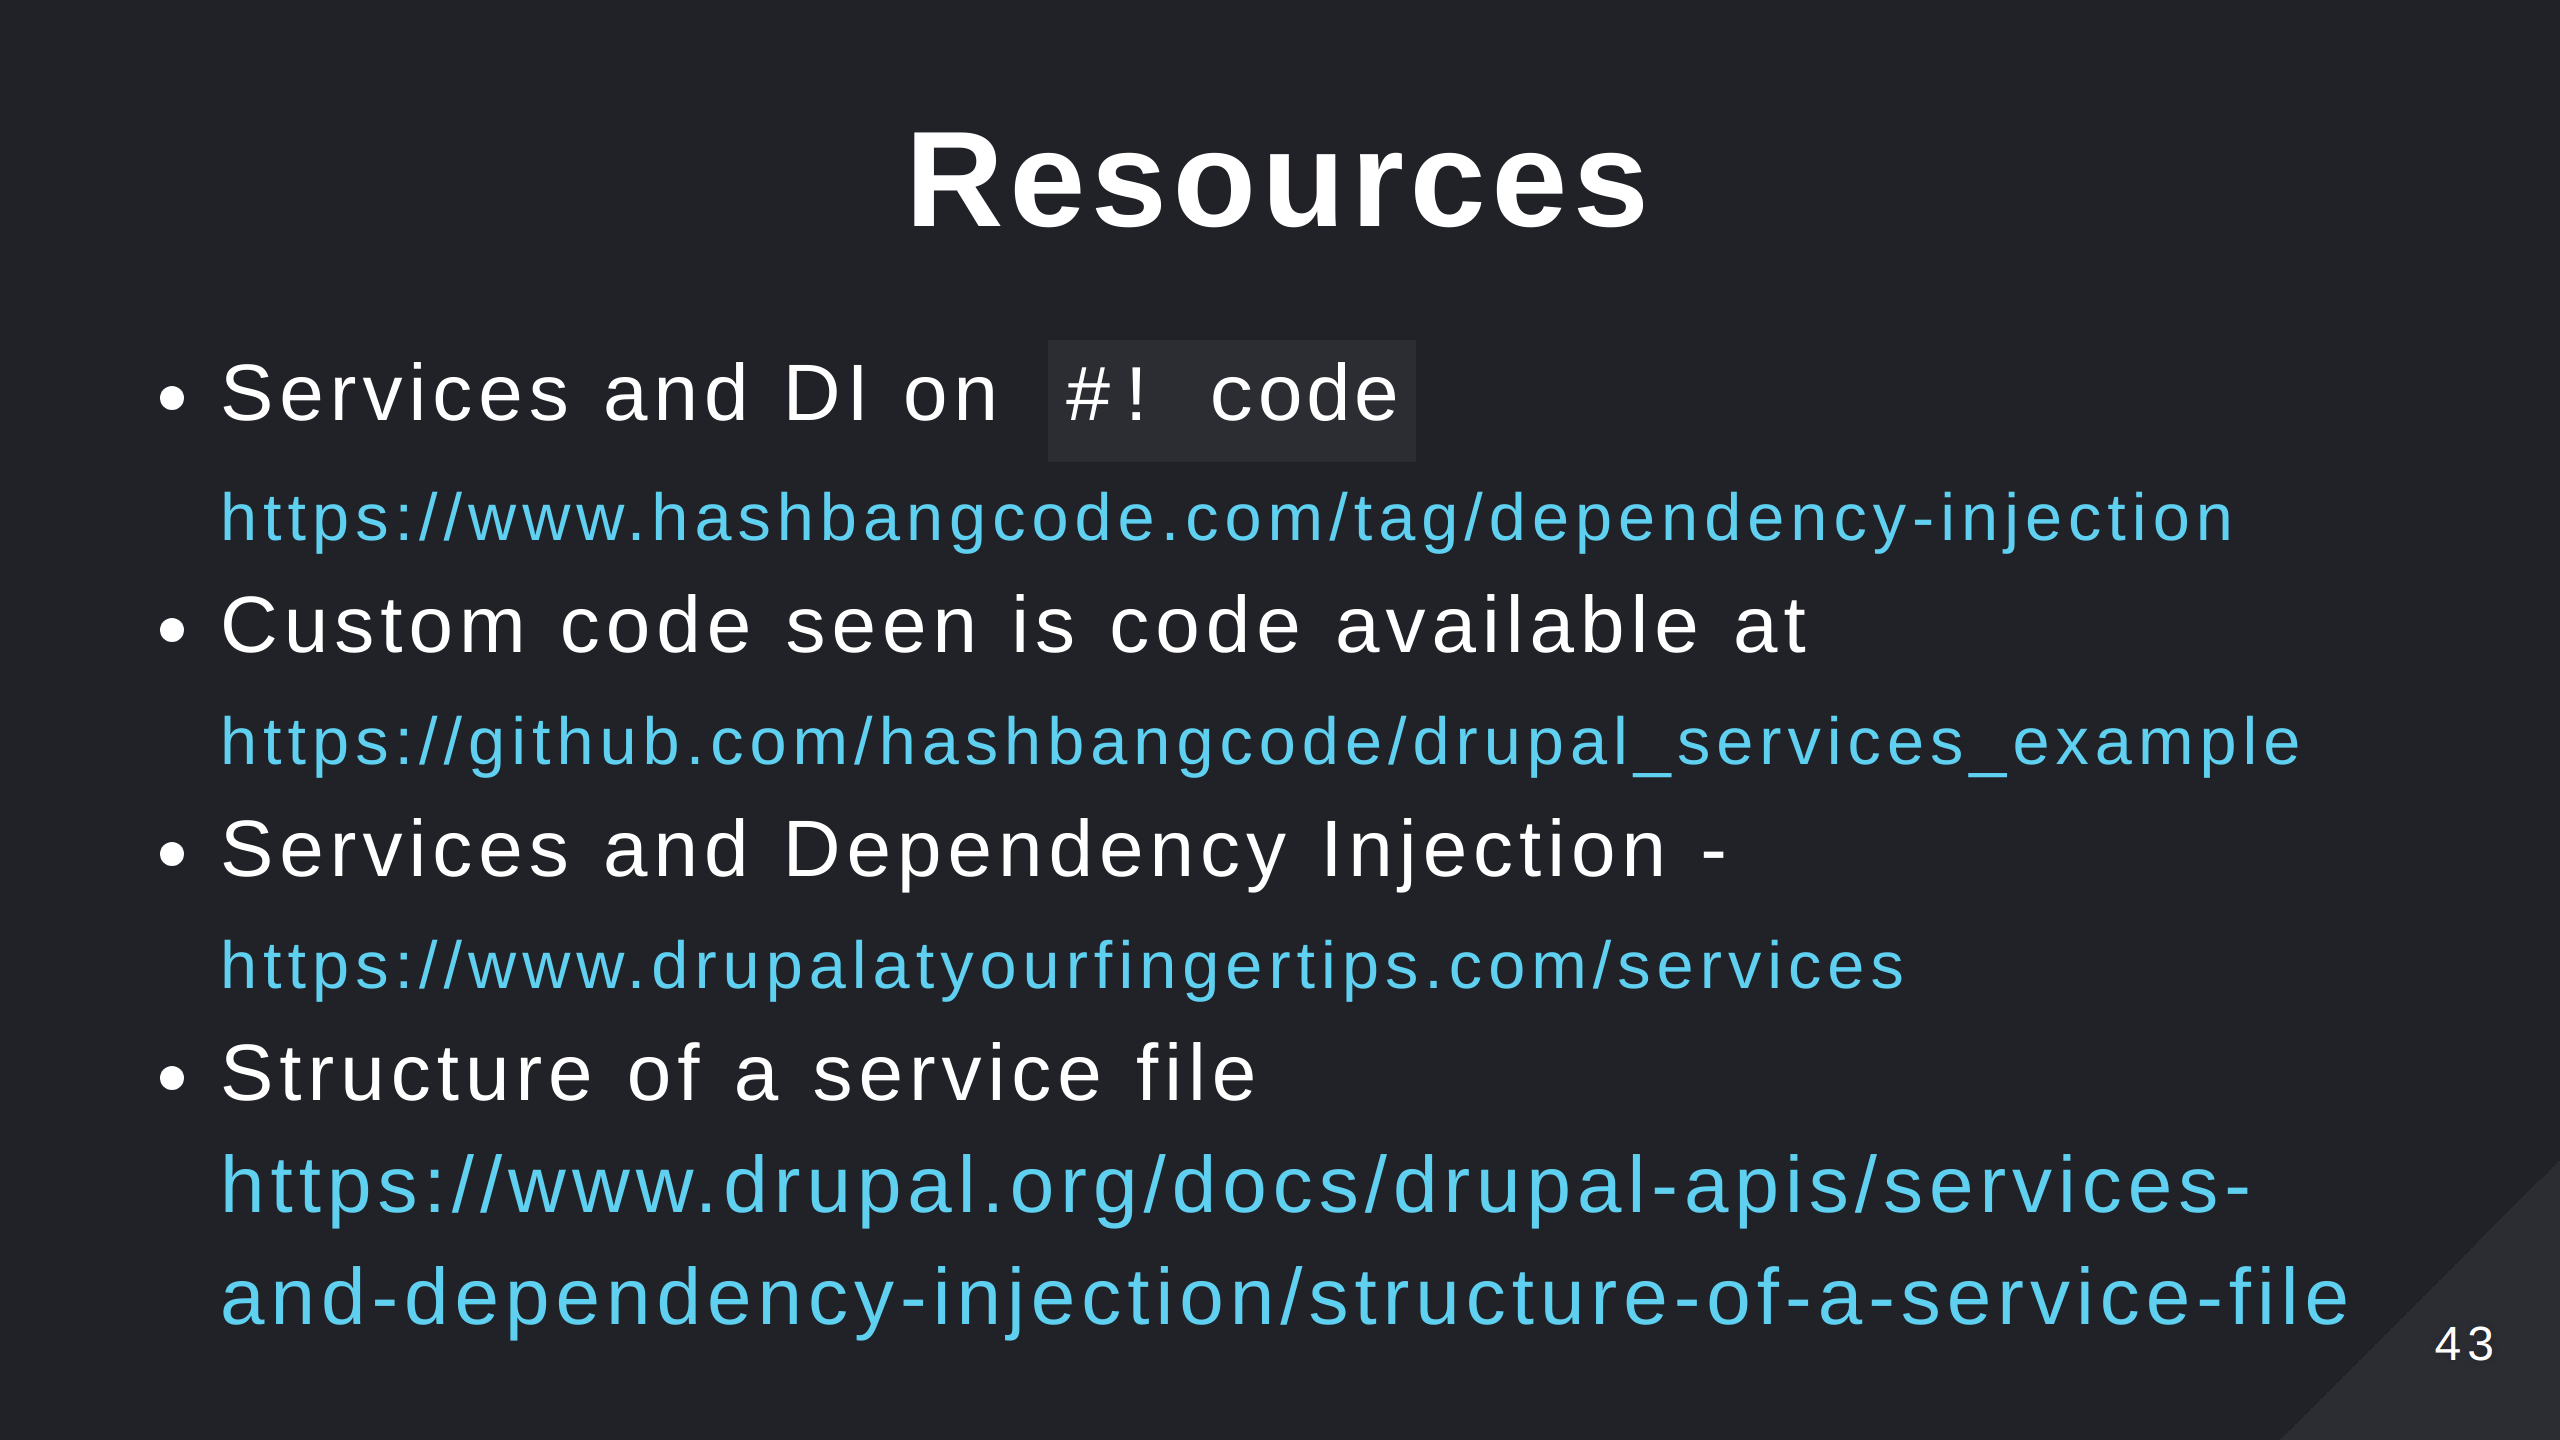 Resources
• Services and DI on #! code
https://www.hashbangcode.com/tag/dependency-injection
• Custom code seen is code available at
https://github.com/hashbangcode/drupal_services_example
• Services and Dependency Injection -
https://www.drupalatyourfingertips.com/services
• Structure of a service file
https://www.drupal.org/docs/drupal-apis/services-
and-dependency-injection/structure-of-a-service-file
43